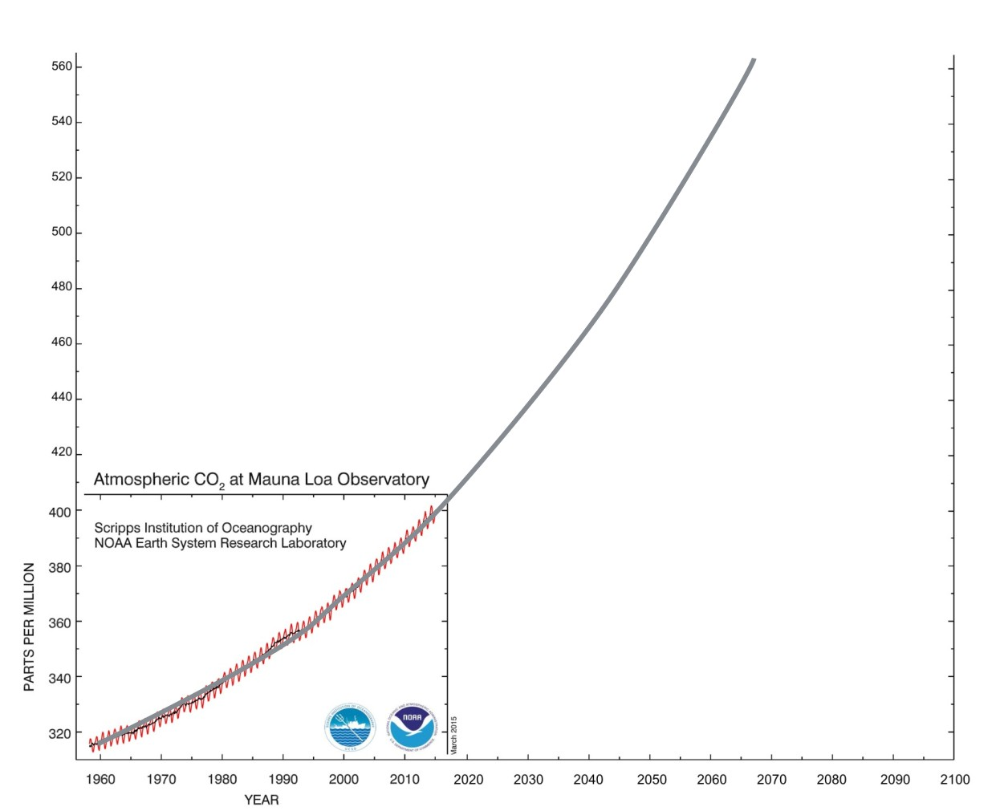 560
540
520
500
480
460
440
420
Atmospheric CO₂ at Mauna Loa Observatory
400
Scripps Institution of Oceanography
NOAA Earth System Research Laboratory
380
360
340
320
PARTS PER MILLION
NOAA
March 2015
1960 1970 1980 1990 2000 2010 2020 2030 2040 2050 2060 2070 2080 2090 2100
YEAR